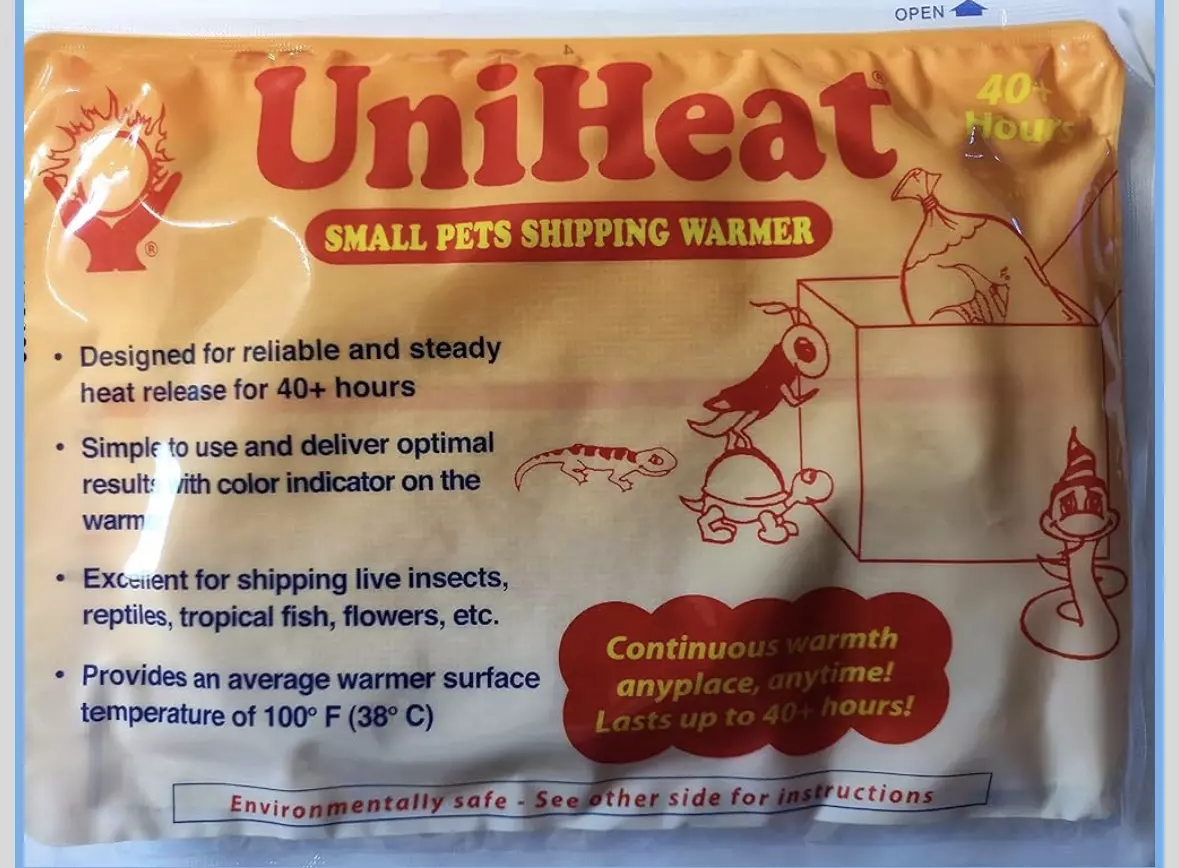 OPEN
UniHeat®
40+
Hours
®
SMALL PETS SHIPPING WARMER
• Designed for reliable and steady
heat release for 40+ hours
• Simple to use and deliver optimal
results with color indicator on the
warm
• Excellent for shipping live insects,
reptiles, tropical fish, flowers, etc.
• Provides an average warmer surface
temperature of 100° F (38° C)
Continuous warmth
anyplace, anytime!
Lasts up to 40+ hours!
Environmentally safe - See other side for instructions